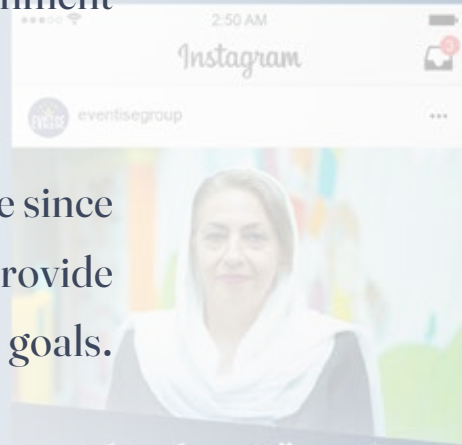 2:50 AM
Instagram
eventisegroup
e since
rovide
goals.